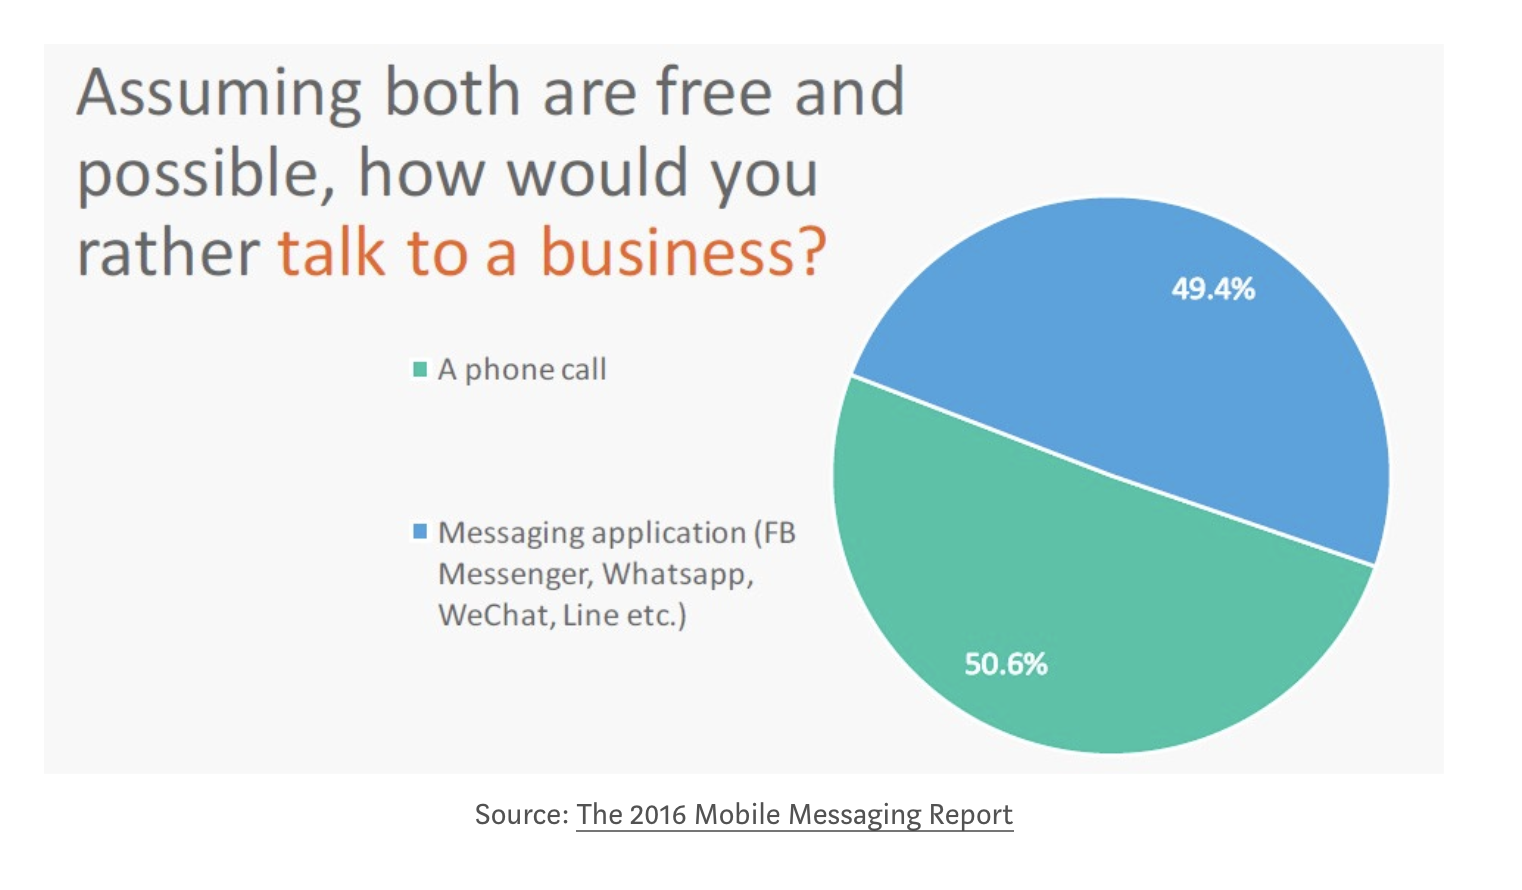 Assuming both are free and
possible, how would you
rather talk to a business?
49.4%
A phone call
Messaging application (FB
Messenger, Whatsapp,
WeChat, Line etc.)
50.6%
Source: The 2016 Mobile Messaging Report